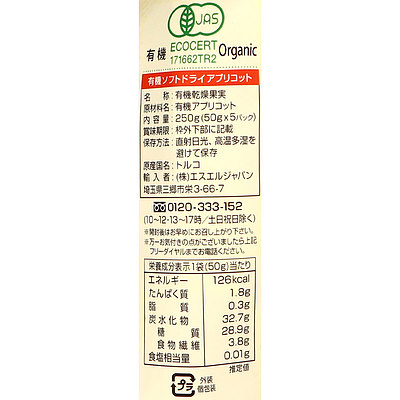 JAS
有機 ECOCERT Organic
171662TR2
有機ソフトドライアプリコット
名称：有機乾燥果実
原材料名：有機アプリコット
内容量：250g(50g×5パック)
賞味期限：枠外下部に記載
保存方法：直射日光、高温多湿を避けて保存
原産国名：トルコ
輸入者：(株)エスエルジャパン
埼玉県三郷市栄3-66-7
0120-333-152
(10〜12・13〜17時／土日祝日除く)
※開封後はお早めにお召し上がり下さい。
※万一お気付きの点がございましたら上記
フリーダイヤルまでお電話ください。
栄養成分表示1袋(50g)当たり
エネルギー 126kcal
たんぱく質 1.8g
脂質 0.3g
炭水化物 32.7g
糖質 28.9g
食物繊維 3.8g
食塩相当量 0.01g
推定値
プラ 外装
個包装